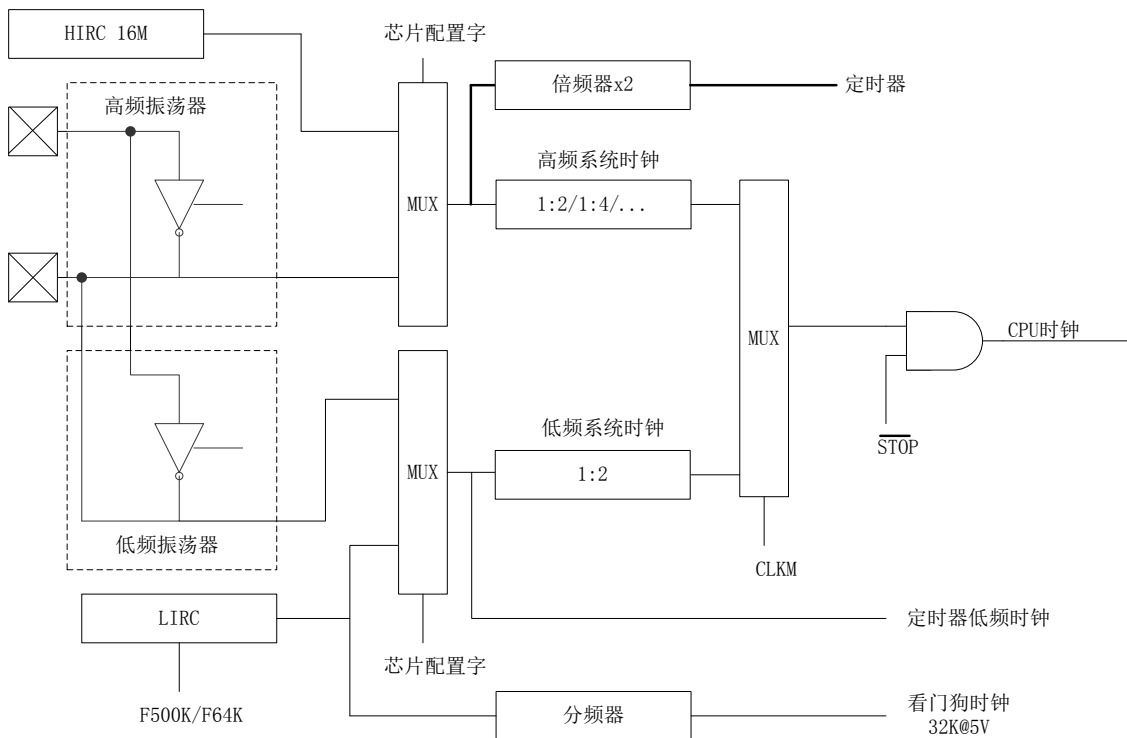 HIRC 16M
芯片配置字
倍频器x2
定时器
高频振荡器
高频系统时钟
MUX
1:2/1:4/...
MUX
CPU时钟
低频系统时钟
STOP
MUX
1:2
低频振荡器
CLKM
LIRC
定时器低频时钟
芯片配置字
F500K/F64K
分频器
看门狗时钟
32K@5V